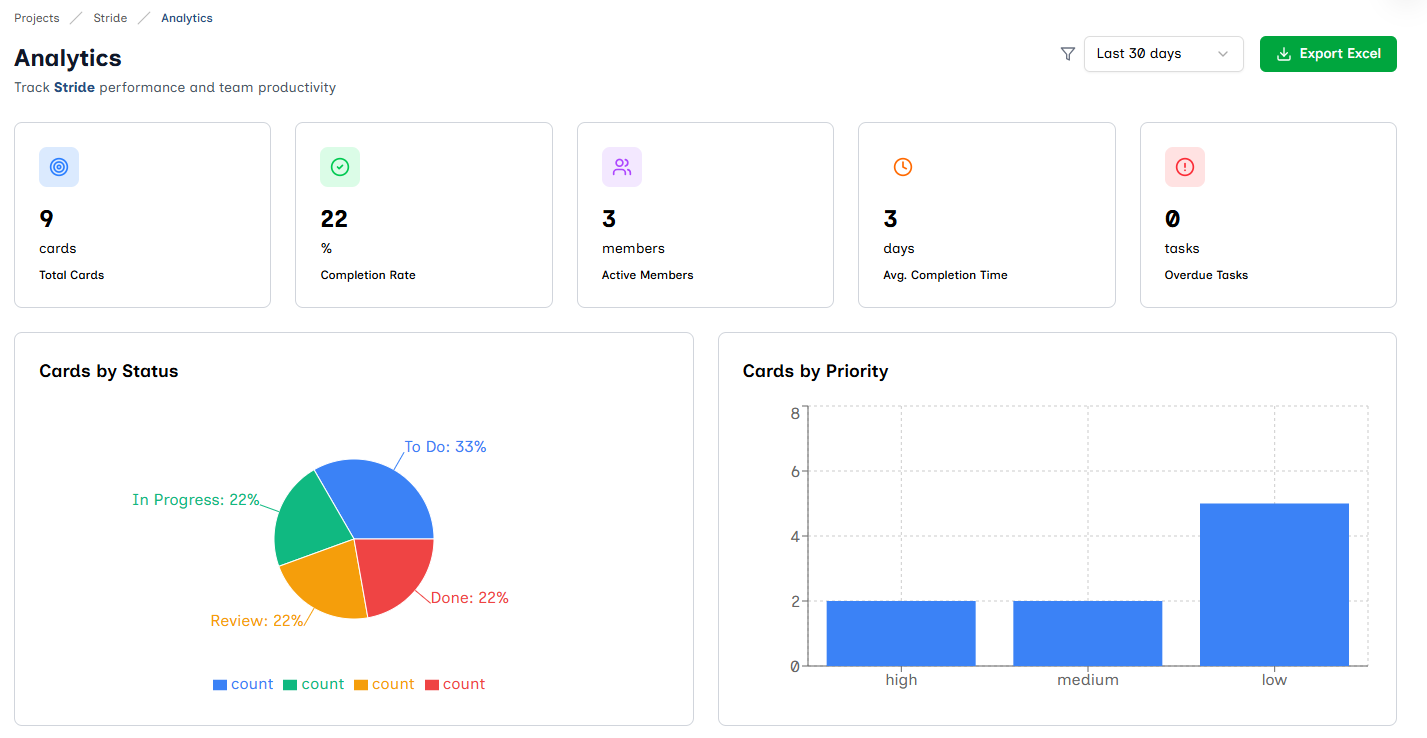 Projects / Stride / Analytics
Analytics
Last 30 days
Export Excel
Track Stride performance and team productivity
9
cards
Total Cards
22
%
Completion Rate
3
members
Active Members
3
days
Avg. Completion Time
0
tasks
Overdue Tasks
Cards by Status
To Do: 33%
In Progress: 22%
Done: 22%
Review: 22%
count count count count
Cards by Priority
8
6
4
2
0
high medium low